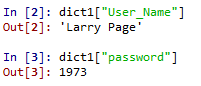 In [2]: dict1["User_Name"]
Out[2]: 'Larry Page'
In [3]: dict1["password"]
Out[3]: 1973